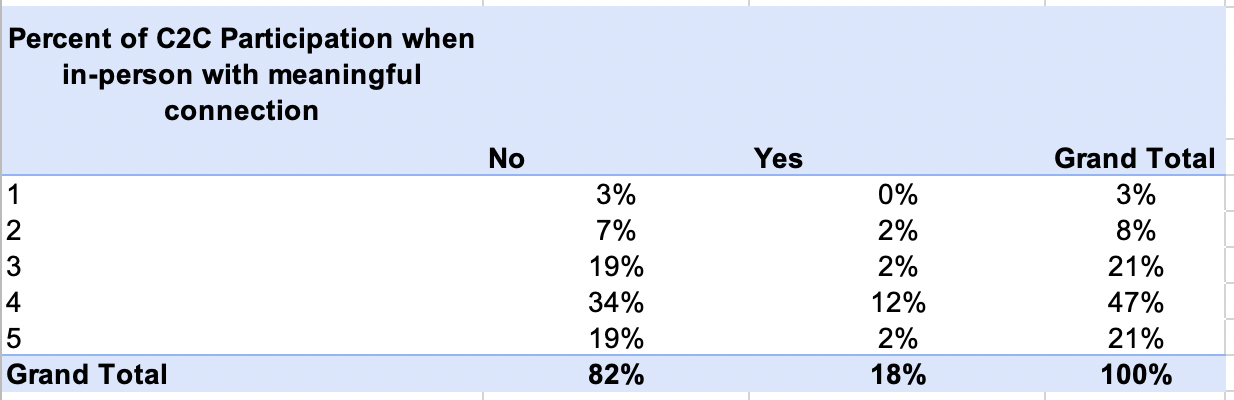 Percent of C2C Participation when
in-person with meaningful
connection
No Yes Grand Total
1 3% 0% 3%
2 7% 2% 8%
3 19% 2% 21%
4 34% 12% 47%
5 19% 2% 21%
Grand Total 82% 18% 100%